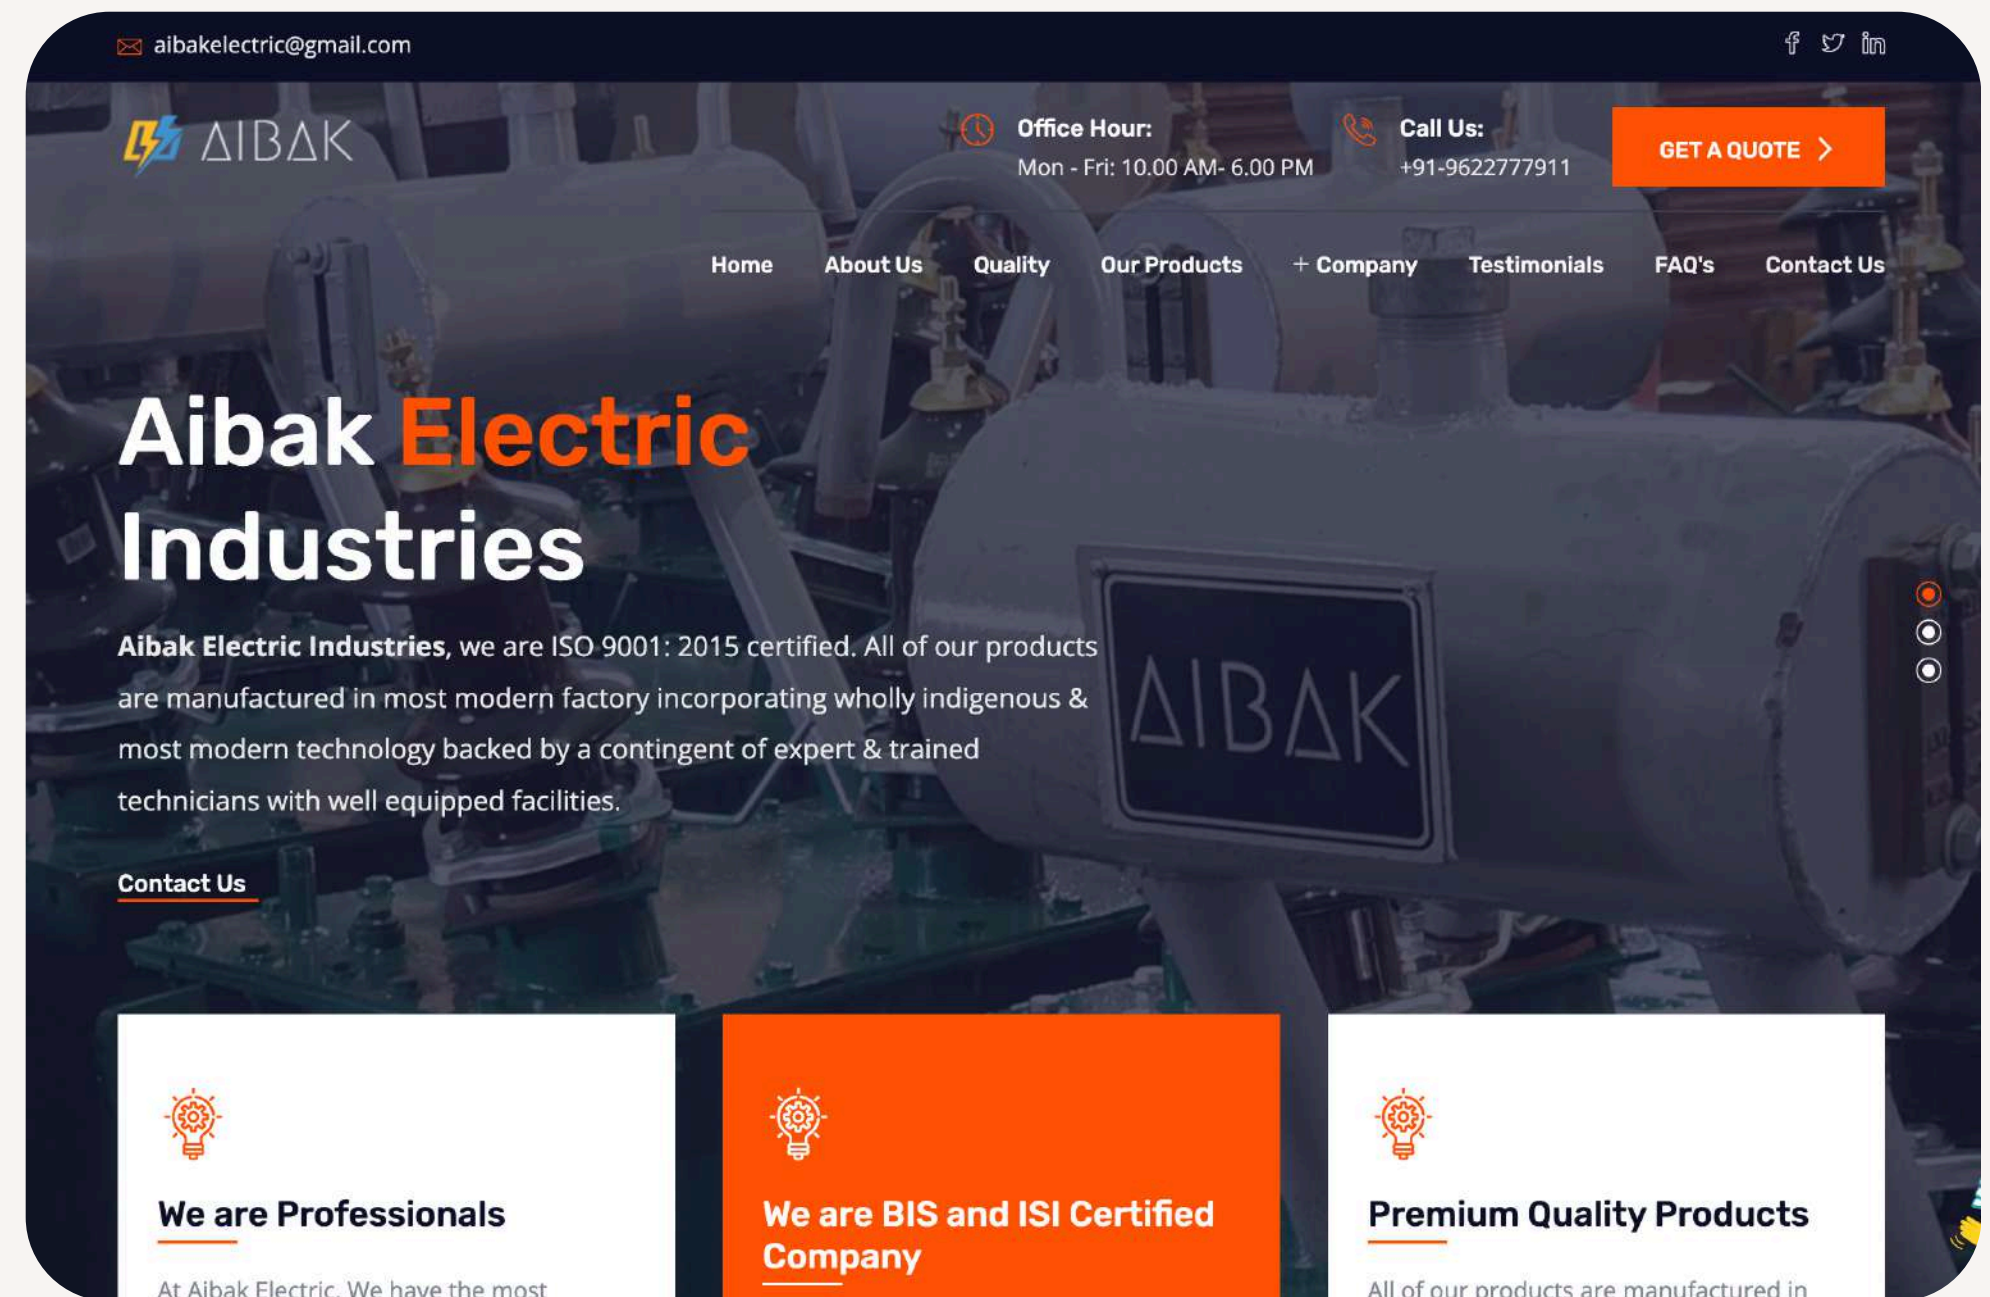 aibakelectric@gmail.com
AIBAK
Office Hour:
Mon - Fri: 10.00 AM- 6.00 PM
Call Us:
+91-9622777911
GET A QUOTE
Home About Us Quality Our Products + Company Testimonials FAQ's Contact Us
Aibak Electric
Industries
Aibak Electric Industries, we are ISO 9001: 2015 certified. All of our products
are manufactured in most modern factory incorporating wholly indigenous &
most modern technology backed by a contingent of expert & trained
technicians with well equipped facilities.
AIBAK
Contact Us
We are Professionals
At Aibak Electric. We have the most
We are BIS and ISI Certified
Company
Premium Quality Products
All of our products are manufactured in